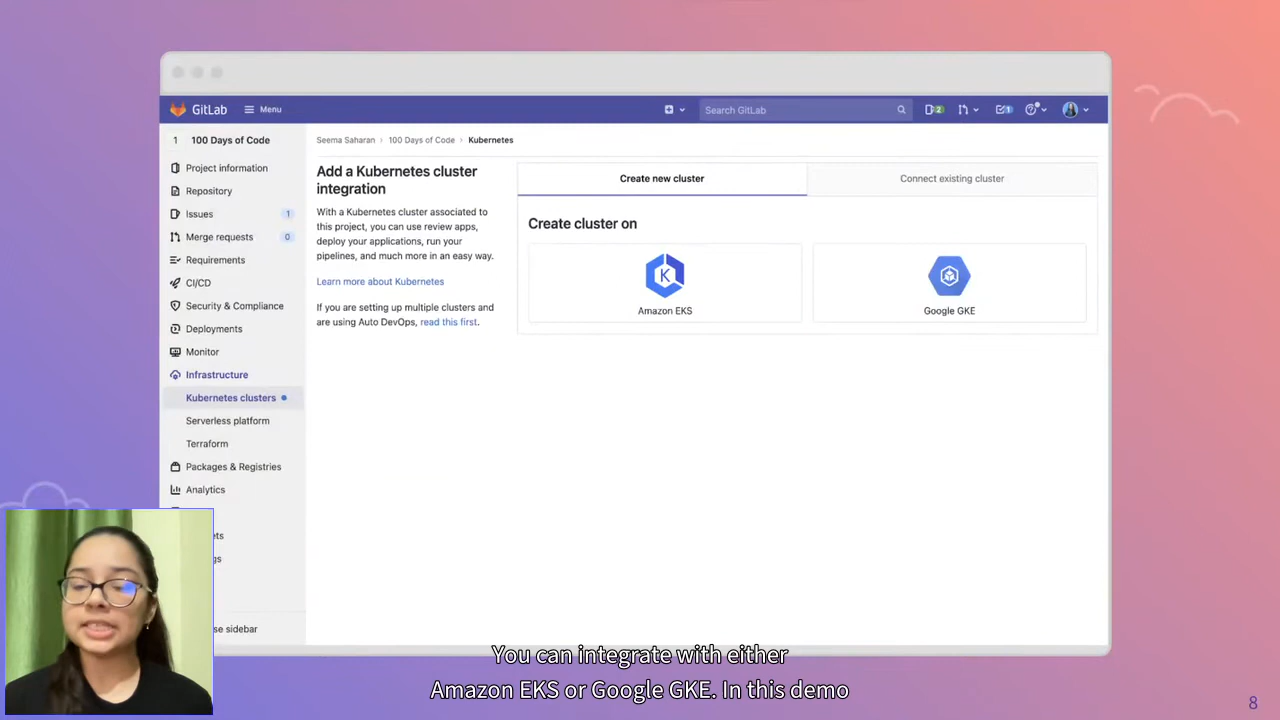 GitLab
Menu
Search GitLab
2
1
1 100 Days of Code
Project information
Repository
Issues 1
Merge requests 0
Requirements
CI/CD
Security & Compliance
Deployments
Monitor
Infrastructure
Kubernetes clusters
Serverless platform
Terraform
Packages & Registries
Analytics
Seema Saharan › 100 Days of Code › Kubernetes
Add a Kubernetes cluster
integration
With a Kubernetes cluster associated to
this project, you can use review apps,
deploy your applications, run your
pipelines, and much more in an easy way.
Learn more about Kubernetes
If you are setting up multiple clusters and
are using Auto DevOps, read this first.
Create new cluster
Connect existing cluster
Create cluster on
K
Amazon EKS
Google GKE
sidebar
You can integrate with either
Amazon EKS or Google GKE. In this demo
8